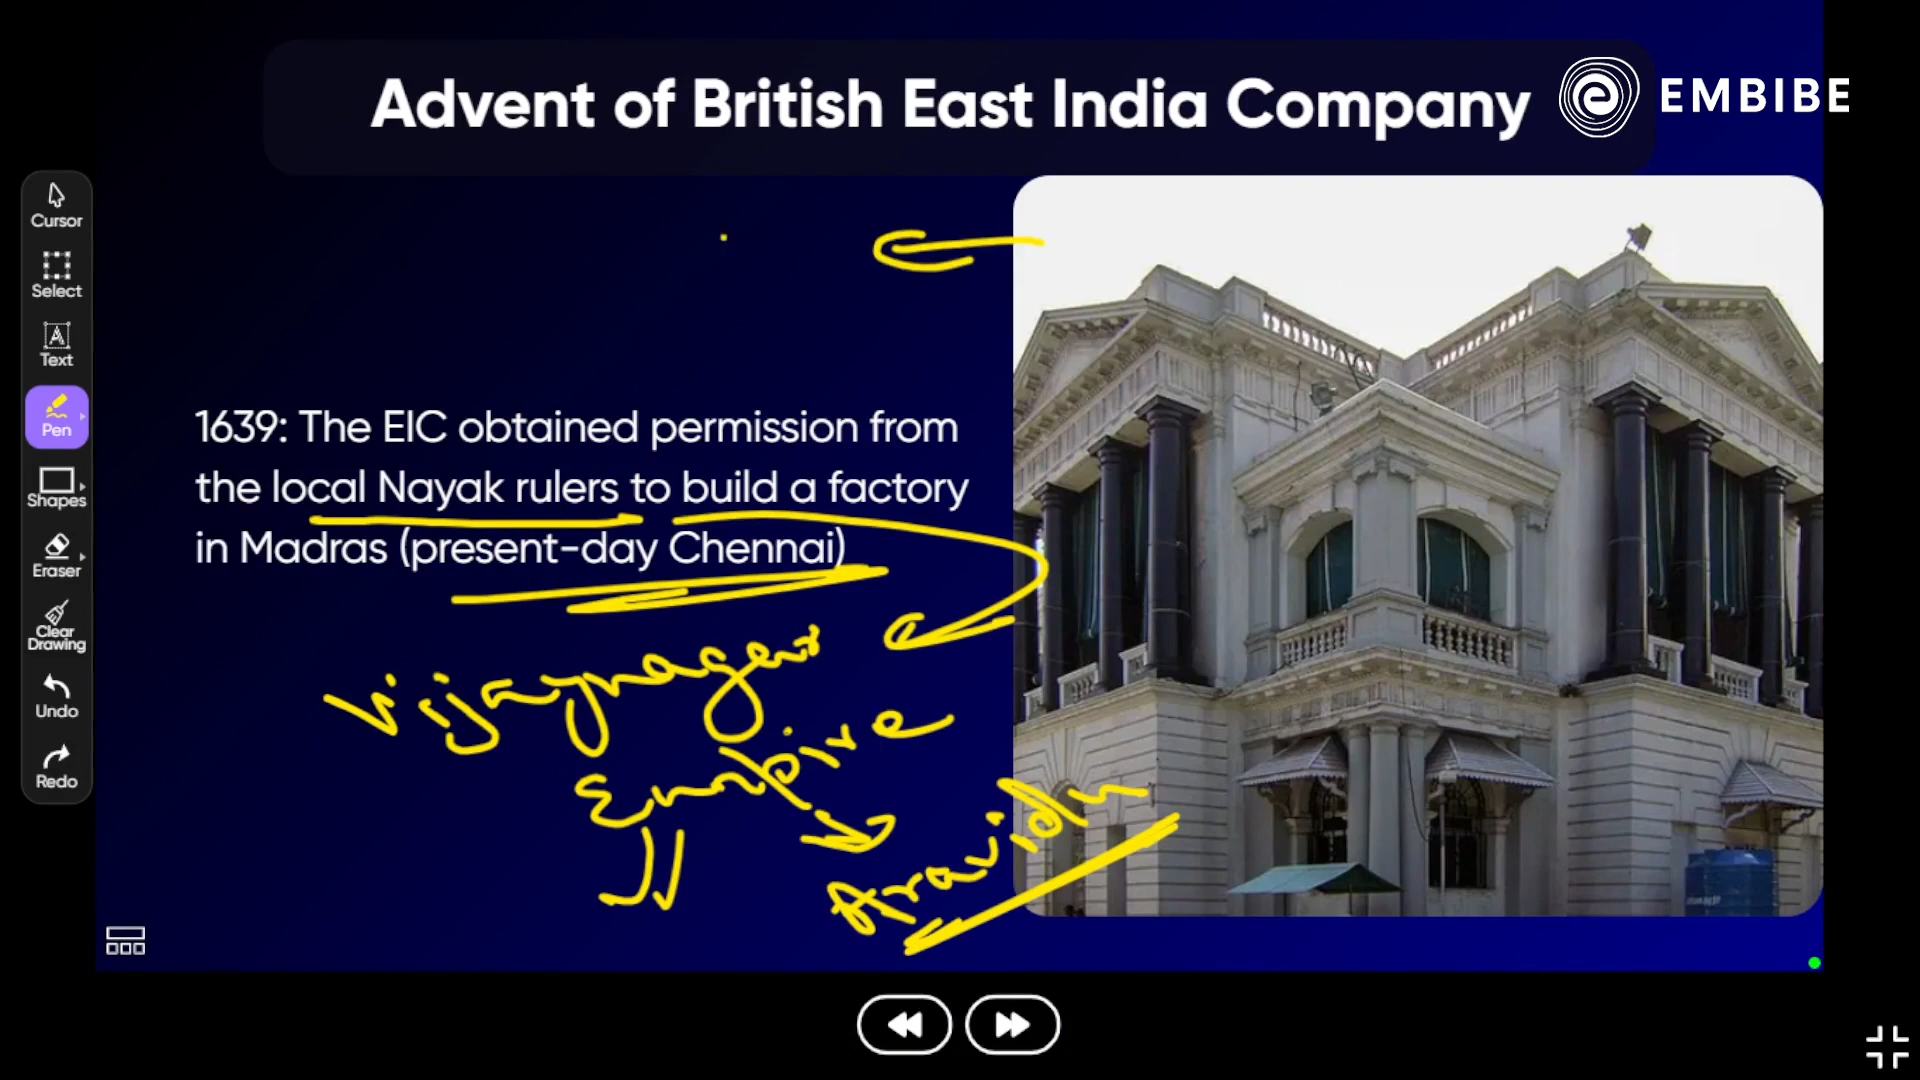 Advent of British East India Company
EMBIBE
Cursor
Select
Text
Pen
Shapes
Eraser
Clear
Drawing
Undo
Redo
1639: The EIC obtained permission from
the local Nayak rulers to build a factory
in Madras (present-day Chennai)
Vijaynagar
Empire
Aravidu